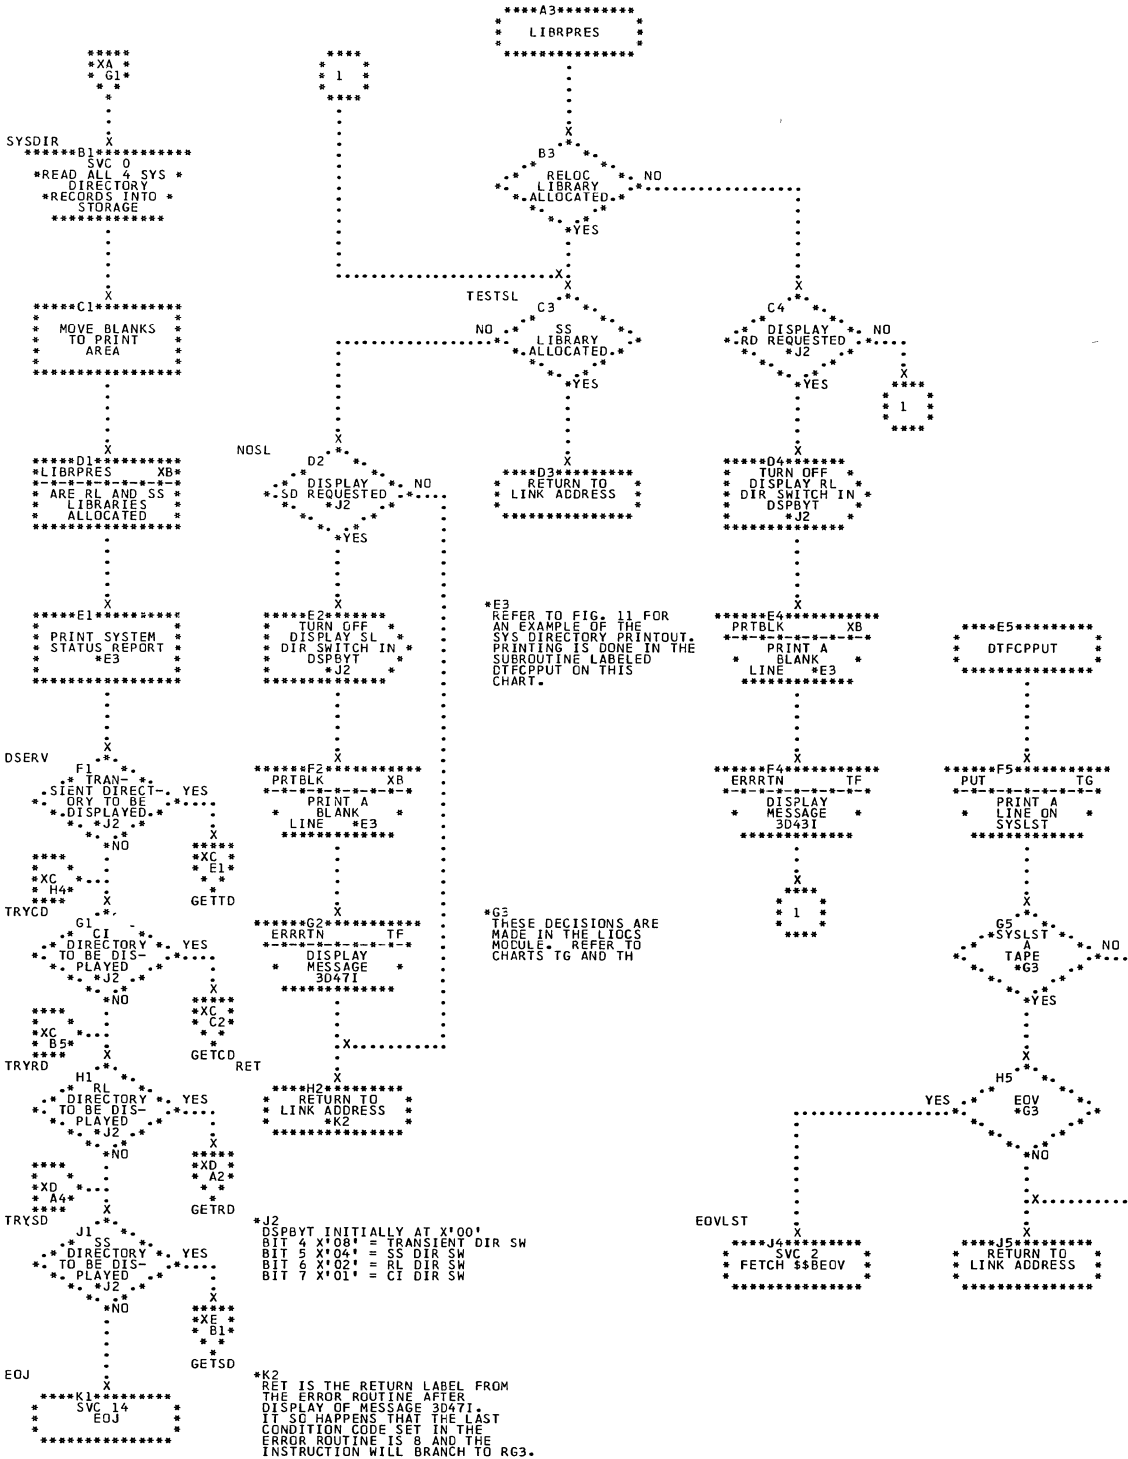 A3
LIBRPRES
XA
G1
1
SYSDIR
B1
SVC 0
READ ALL 4 SYS
DIRECTORY
RECORDS INTO
STORAGE
B3
RELOC
LIBRARY
ALLOCATED
NO
YES
C1
MOVE BLANKS
TO PRINT
AREA
TESTSL
C3
SS
LIBRARY
ALLOCATED
NO
YES
C4
DISPLAY
RD REQUESTED
*J2
NO
YES
1
D1
LIBRPRES XB
ARE RL AND SS
LIBRARIES
ALLOCATED
NOSL
D2
DISPLAY
SD REQUESTED
*J2
NO
YES
D3
RETURN TO
LINK ADDRESS
D4
TURN OFF
DISPLAY RL
DIR SWITCH IN
DSPBYT
*J2
E1
PRINT SYSTEM
STATUS REPORT
*E3
E2
TURN OFF
DISPLAY SL
DIR SWITCH IN
DSPBYT
*J2
*E3
REFER TO FIG. 11 FOR
AN EXAMPLE OF THE
SYS DIRECTORY PRINTOUT.
PRINTING IS DONE IN THE
SUBROUTINE LABELED
DTFCPPUT ON THIS
CHART.
E4
PRTBLK XB
PRINT A
BLANK
LINE *E3
E5
DTFCPPUT
DSERV
F1
TRAN-
SIENT DIRECT-
ORY TO BE
DISPLAYED
*J2
YES
NO
XC
E1
GETTD
F2
PRTBLK XB
PRINT A
BLANK
LINE *E3
F4
ERRRTN TF
DISPLAY
MESSAGE
3D43I
F5
PUT TG
PRINT A
LINE ON
SYSLST
XC
H4
TRYCD
G1
CI
DIRECTORY
TO BE DIS-
PLAYED
*J2
YES
NO
XC
C2
GETCD
G2
ERRRTN TF
DISPLAY
MESSAGE
3D47I
*G3
THESE DECISIONS ARE
MADE IN THE LIOCS
MODULE. REFER TO
CHARTS TG AND TH
1
G5
SYSLST
A
TAPE
*G3
NO
YES
XC
B5
TRYRD
H1
RL
DIRECTORY
TO BE DIS-
PLAYED
*J2
YES
NO
XD
A2
GETRD
RET
H2
RETURN TO
LINK ADDRESS
*K2
H5
EOV
*G3
YES
NO
XD
A4
TRYSD
J1
SS
DIRECTORY
TO BE DIS-
PLAYED
*J2
YES
NO
XE
B1
GETSD
*J2
DSPBYT INITIALLY AT X'00'
BIT 4 X'08' = TRANSIENT DIR SW
BIT 5 X'04' = SS DIR SW
BIT 6 X'02' = RL DIR SW
BIT 7 X'01' = CI DIR SW
EOVLST
J4
SVC 2
FETCH $$BEOV
J5
RETURN TO
LINK ADDRESS
EOJ
K1
SVC 14
EOJ
*K2
RET IS THE RETURN LABEL FROM
THE ERROR ROUTINE AFTER
DISPLAY OF MESSAGE 3D47I.
IT SO HAPPENS THAT THE LAST
CONDITION CODE SET IN THE
ERROR ROUTINE IS 8 AND THE
INSTRUCTION WILL BRANCH TO RG3.